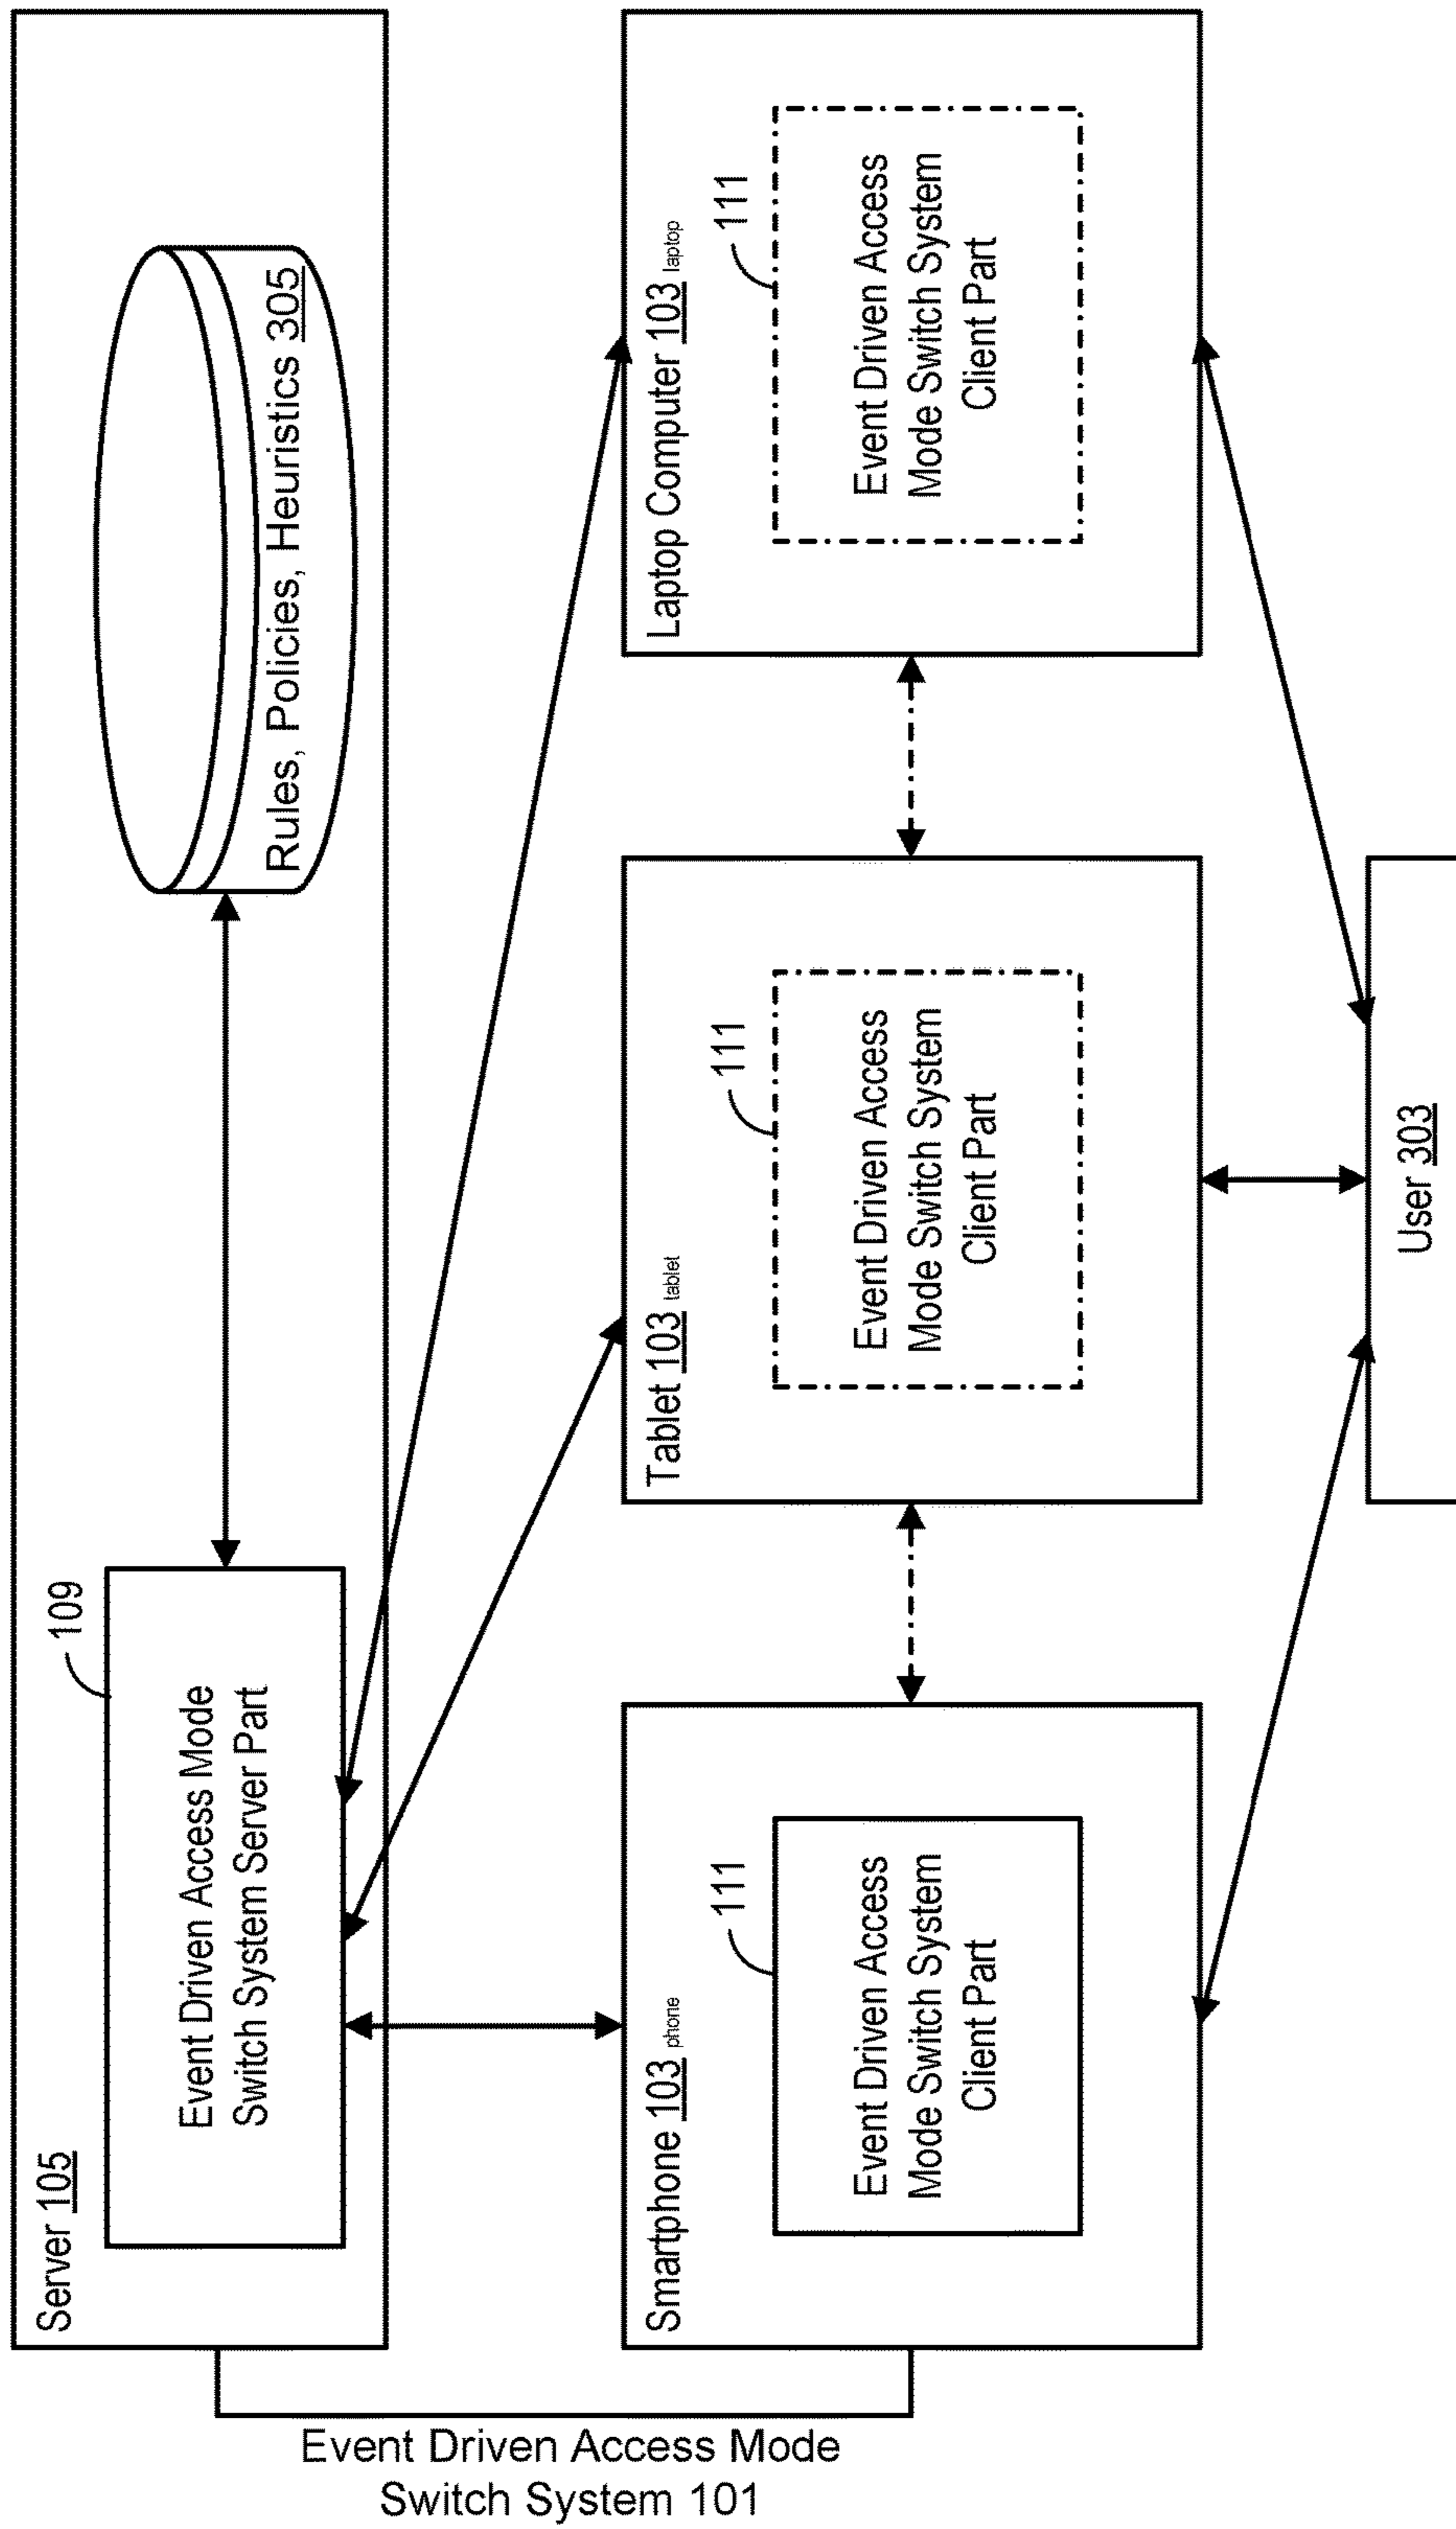 Server 105
109
Event Driven Access Mode
Switch System Server Part
Rules, Policies, Heuristics 305
Smartphone 103 phone
111
Event Driven Access
Mode Switch System
Client Part
Tablet 103 tablet
111
Event Driven Access
Mode Switch System
Client Part
Laptop Computer 103 laptop
111
Event Driven Access
Mode Switch System
Client Part
User 303
Event Driven Access Mode
Switch System 101